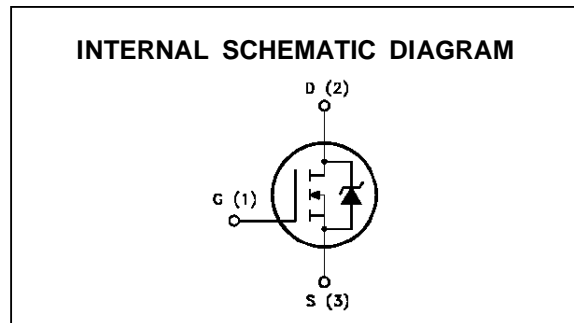 INTERNAL SCHEMATIC DIAGRAM
D (2)
G (1)
S (3)